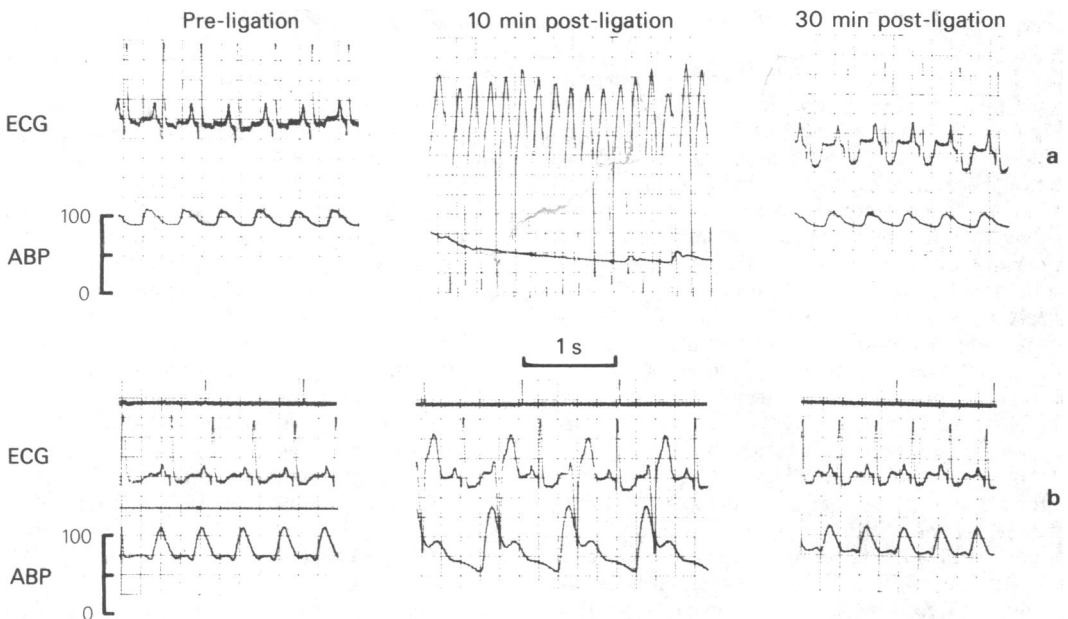 Pre-ligation 10 min post-ligation 30 min post-ligation
ECG
a
100
ABP
0
1 s
ECG
b
100
ABP
0